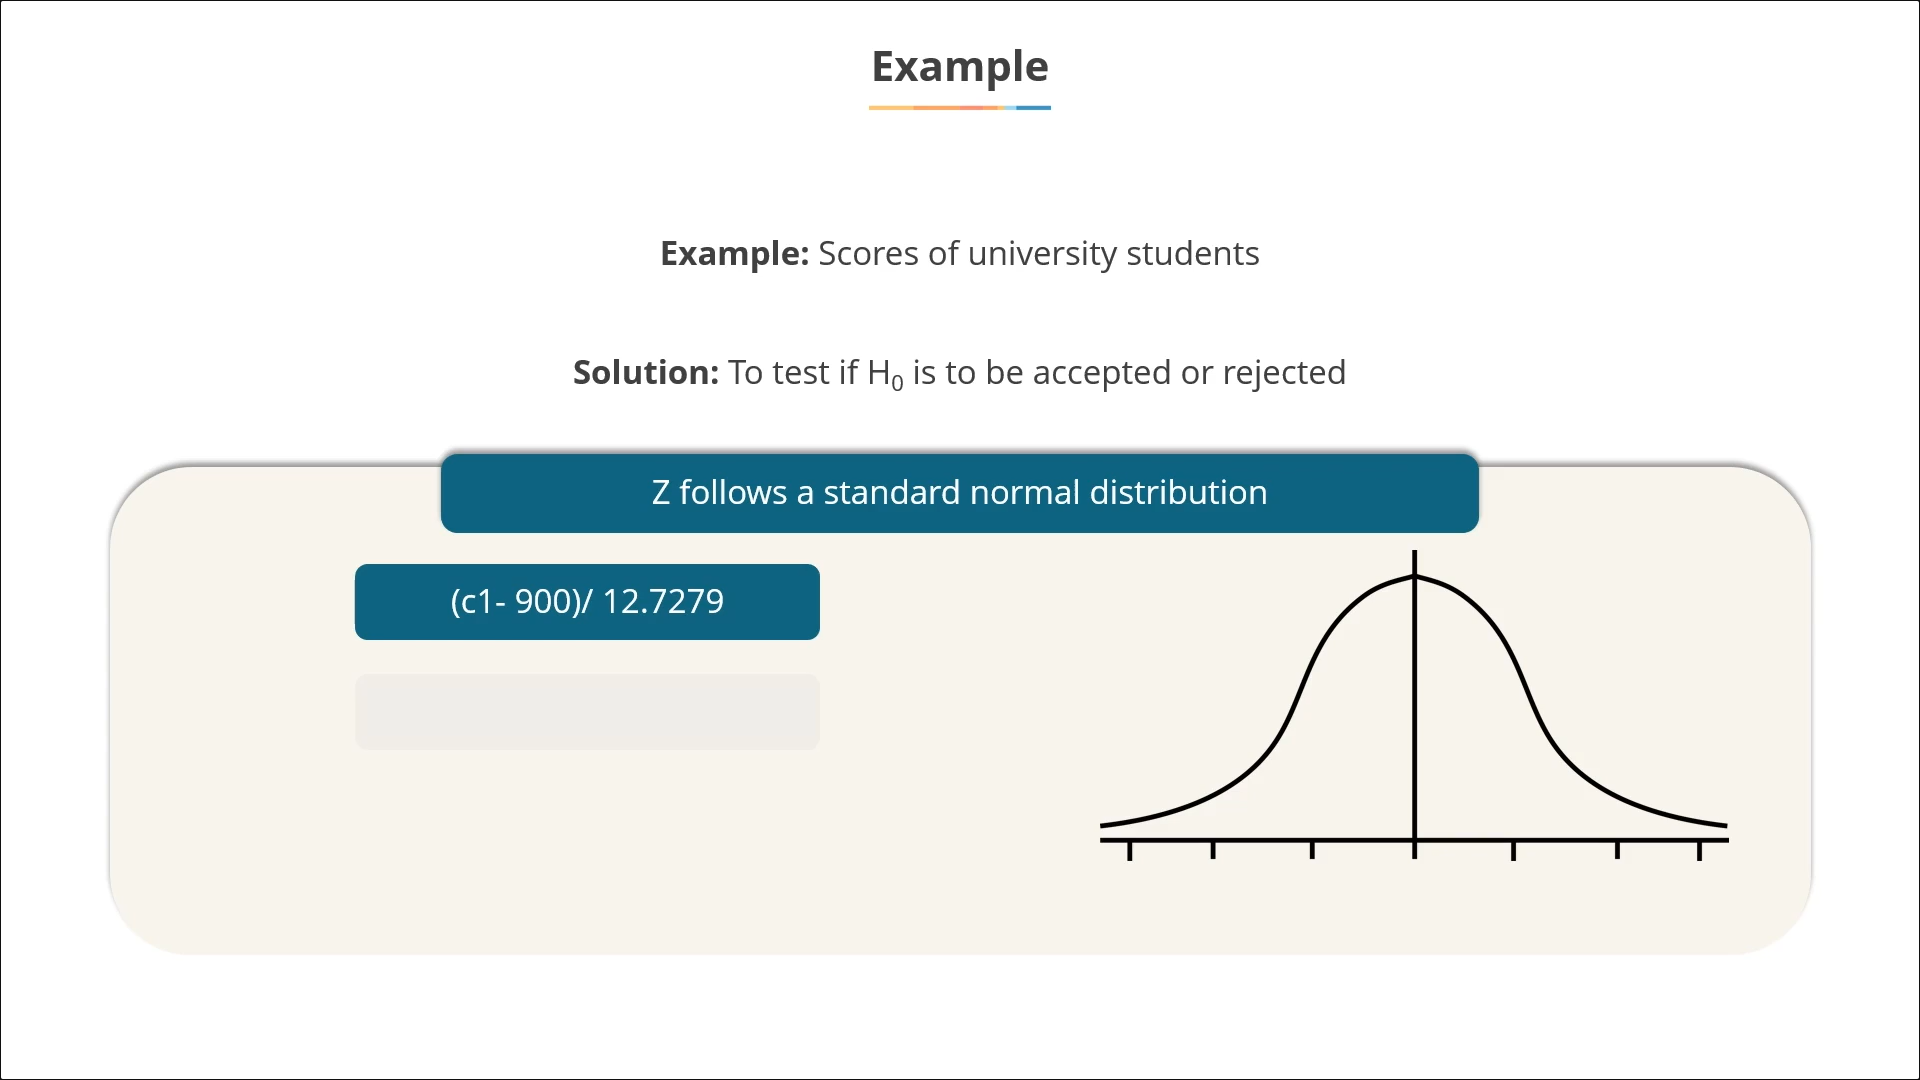 Example
Example: Scores of university students
Solution: To test if H₀ is to be accepted or rejected
Z follows a standard normal distribution
(c1- 900)/ 12.7279